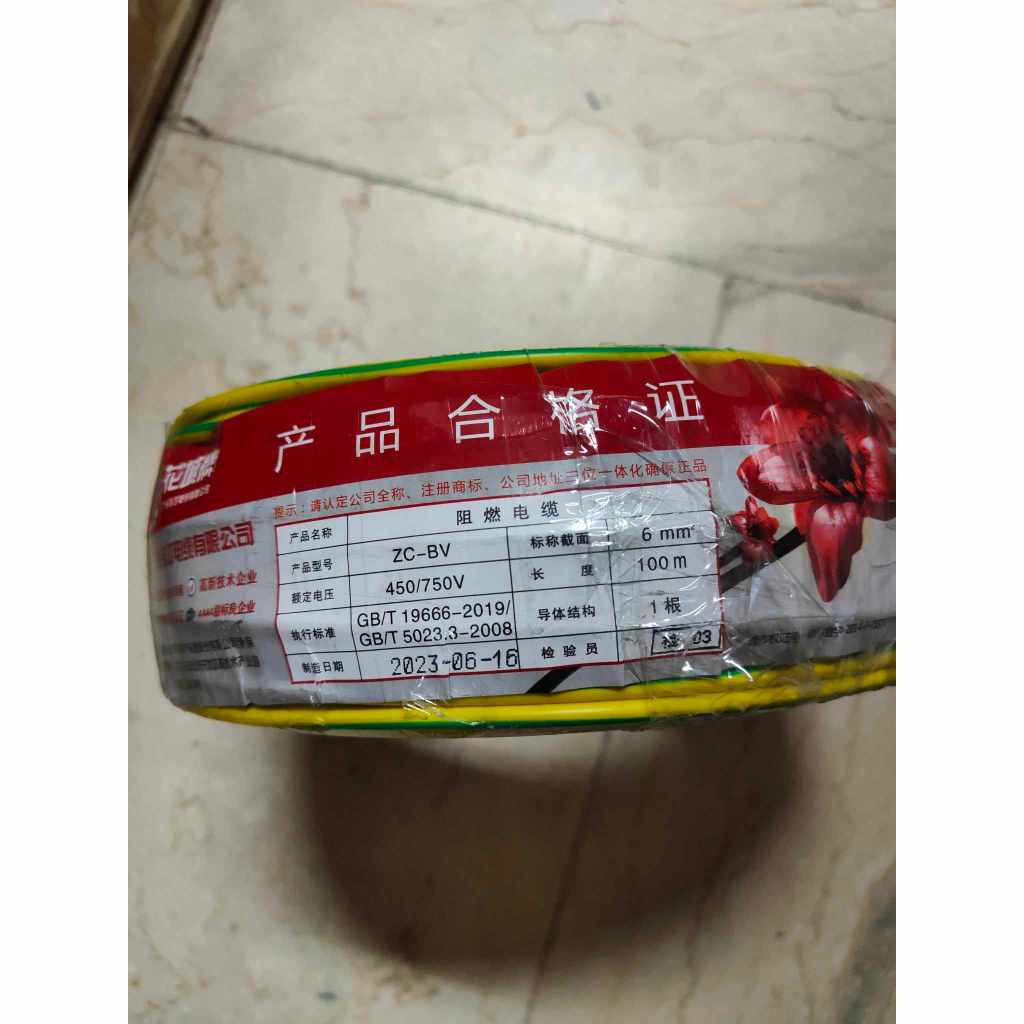 产品合格证
提示：请认定公司全称、注册商标、公司地址三位一体化确保正品
产品名称 阻燃电缆
产品型号 ZC-BV 标称截面 6 mm²
额定电压 450/750V 长 度 100m
执行标准 GB/T 19666-2019/ GB/T 5023.3-2008 导体结构 1根
制造日期 2023-06-16 检验员 检 03
有限公司
高新技术企业